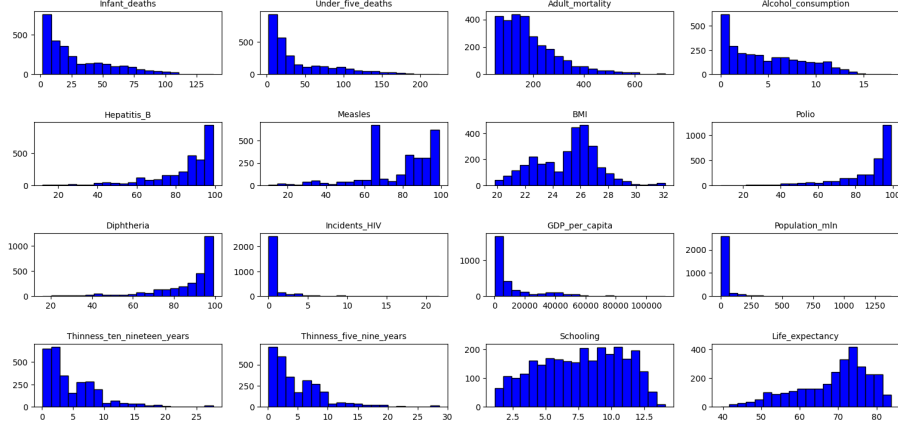 Infant_deaths
Under_five_deaths
Adult_mortality
Alcohol_consumption
500
0
0 25 50 75 100 125
500
0
0 50 100 150 200
400
200
0
200 400 600
500
250
0
0 5 10 15
Hepatitis_B
Measles
BMI
Polio
500
0
20 40 60 80 100
500
250
0
20 40 60 80 100
400
200
0
20 22 24 26 28 30 32
1000
0
20 40 60 80 100
Diphtheria
Incidents_HIV
GDP_per_capita
Population_mln
1000
500
0
20 40 60 80 100
2000
1000
0
0 5 10 15 20
1000
0
0 20000 40000 60000 80000 100000
2000
1000
0
0 250 500 750 1000 1250
Thinness_ten_nineteen_years
Thinness_five_nine_years
Schooling
Life_expectancy
500
250
0
0 5 10 15 20 25
500
250
0
0 5 10 15 20 25 30
200
100
0
2.5 5.0 7.5 10.0 12.5
400
200
0
40 50 60 70 80